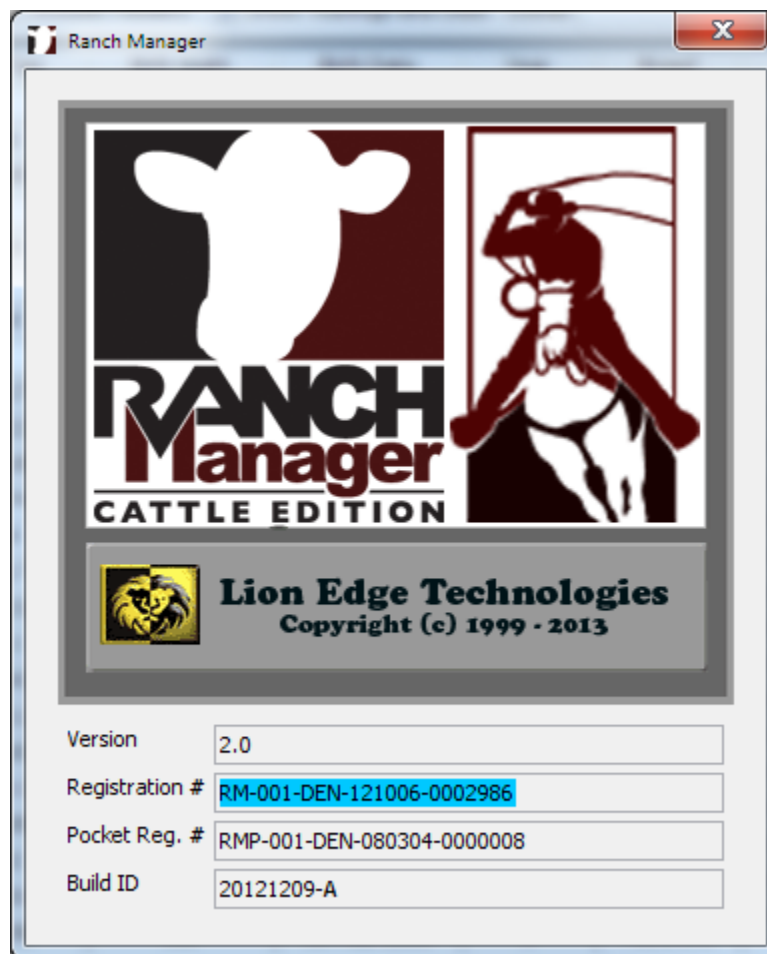 Ranch Manager
RANCH
Manager
CATTLE EDITION
Lion Edge Technologies
Copyright (c) 1999 - 2013
Version 2.0
Registration # RM-001-DEN-121006-0002986
Pocket Reg. # RMP-001-DEN-080304-0000008
Build ID 20121209-A